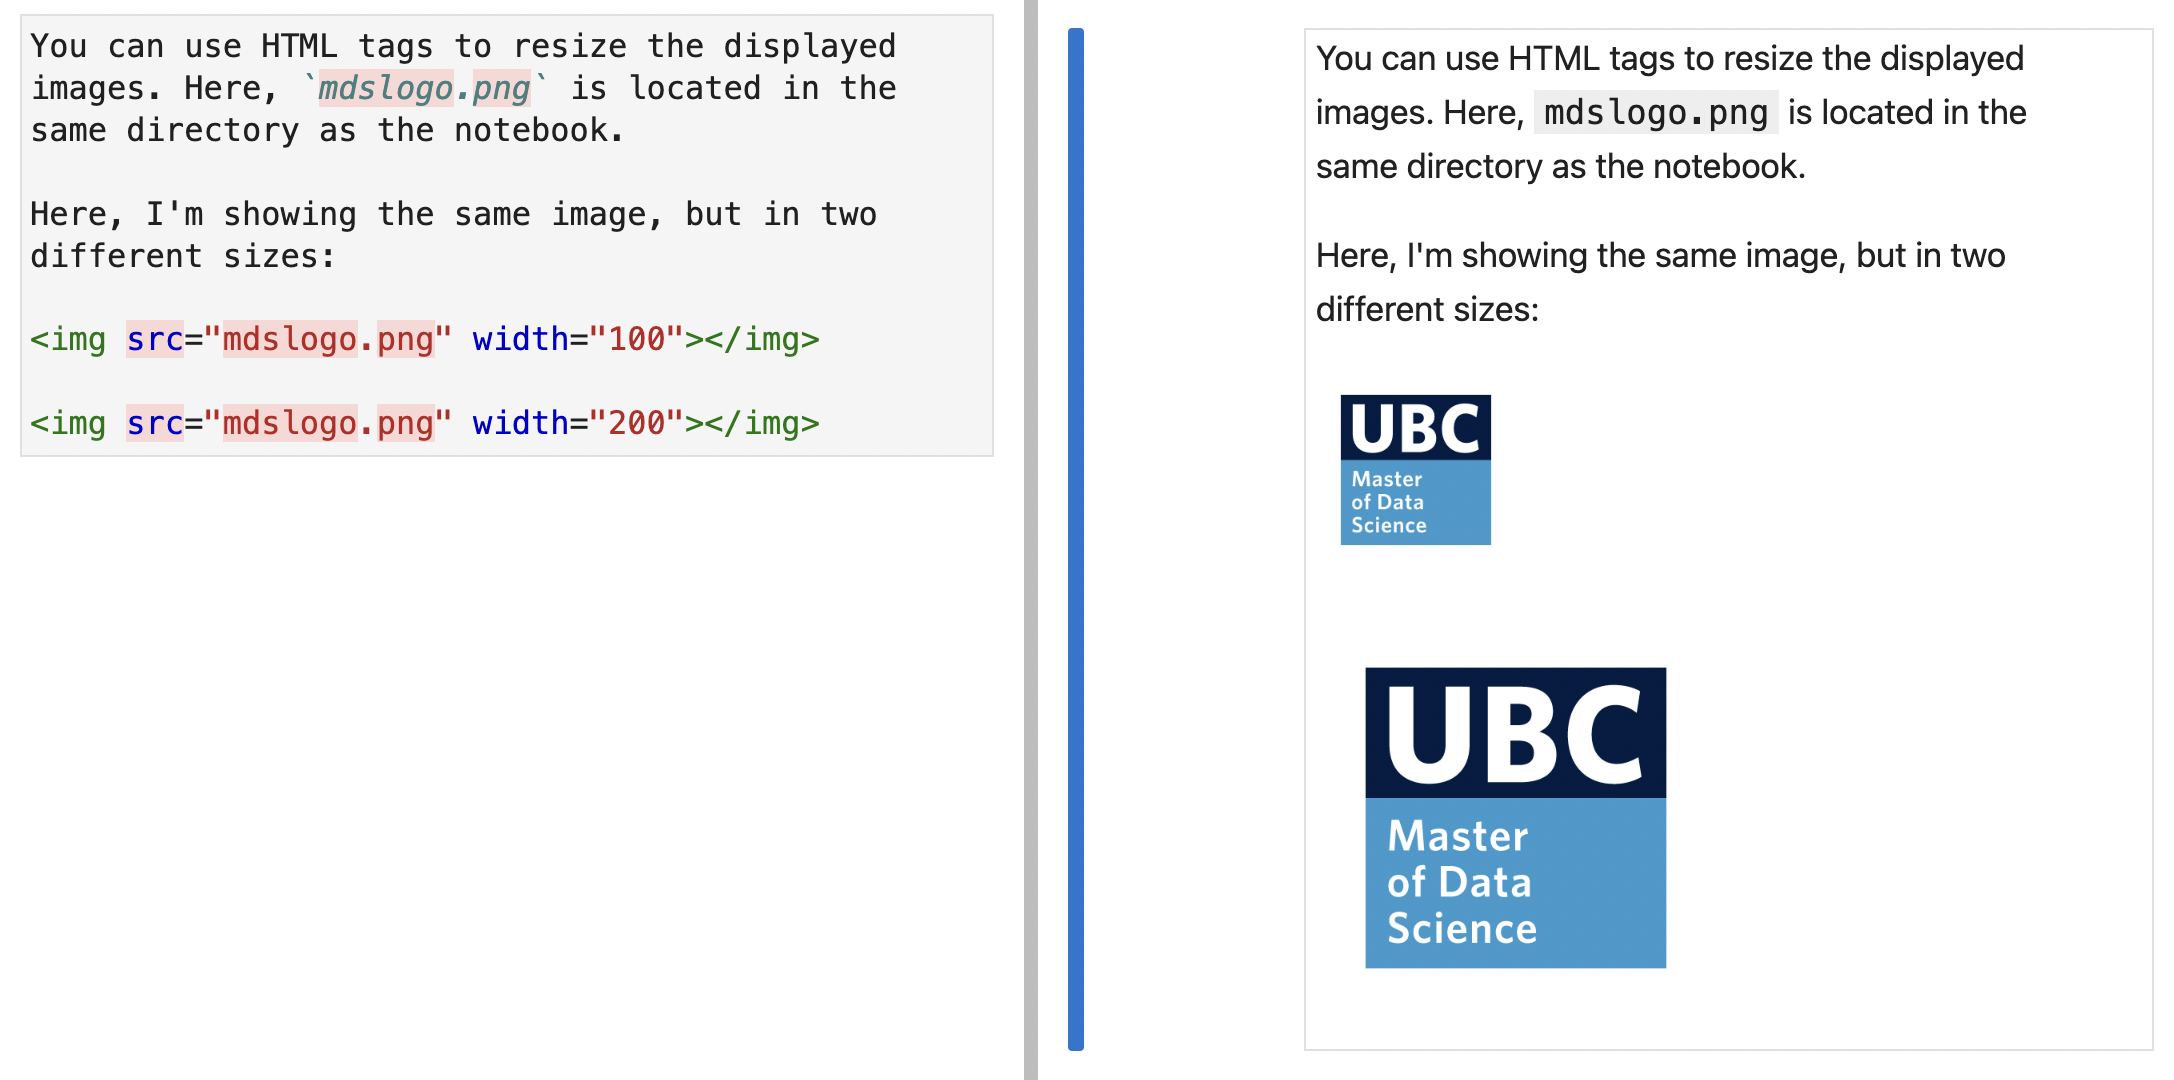 You can use HTML tags to resize the displayed
images. Here, `mdslogo.png` is located in the
same directory as the notebook.
Here, I'm showing the same image, but in two
different sizes:
<img src="mdslogo.png" width="100"></img>
<img src="mdslogo.png" width="200"></img>
You can use HTML tags to resize the displayed
images. Here, mdslogo.png is located in the
same directory as the notebook.
Here, I'm showing the same image, but in two
different sizes:
UBC
Master
of Data
Science
UBC
Master
of Data
Science